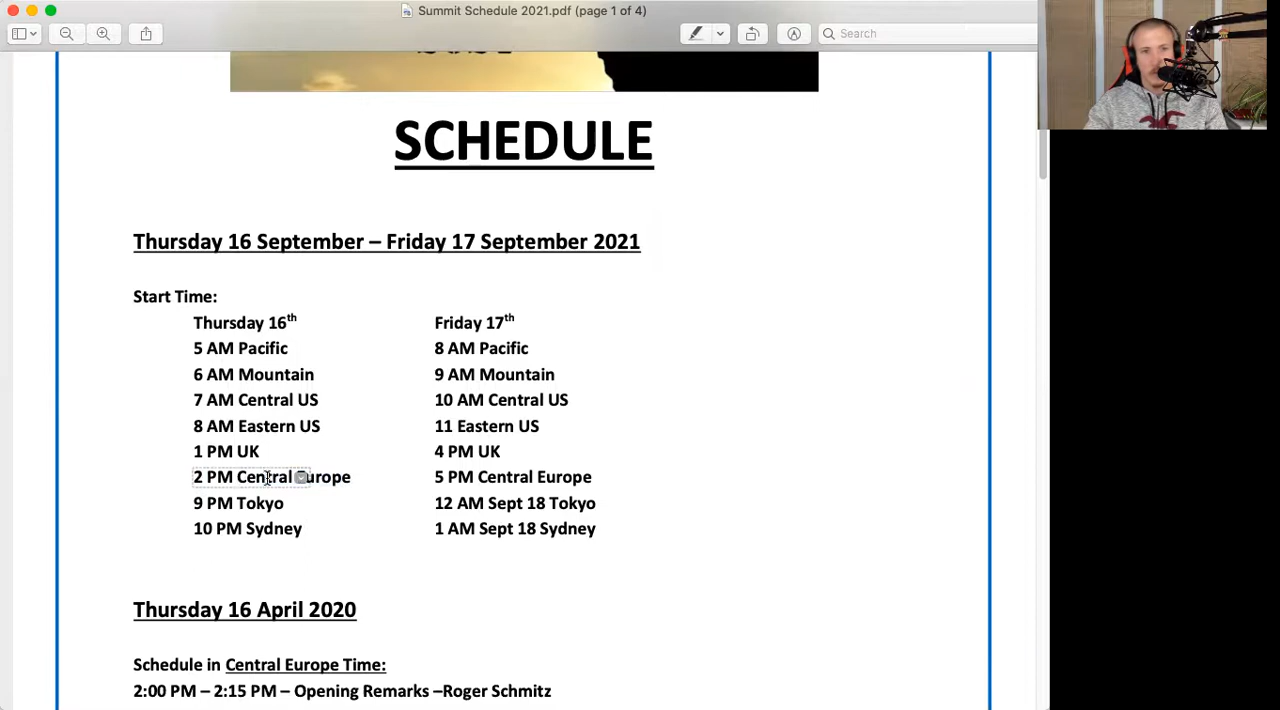 Summit Schedule 2021.pdf (page 1 of 4)
Search
SCHEDULE
Thursday 16 September – Friday 17 September 2021
Start Time:
Thursday 16th Friday 17th
5 AM Pacific 8 AM Pacific
6 AM Mountain 9 AM Mountain
7 AM Central US 10 AM Central US
8 AM Eastern US 11 Eastern US
1 PM UK 4 PM UK
2 PM Central Europe 5 PM Central Europe
9 PM Tokyo 12 AM Sept 18 Tokyo
10 PM Sydney 1 AM Sept 18 Sydney
Thursday 16 April 2020
Schedule in Central Europe Time:
2:00 PM – 2:15 PM – Opening Remarks –Roger Schmitz